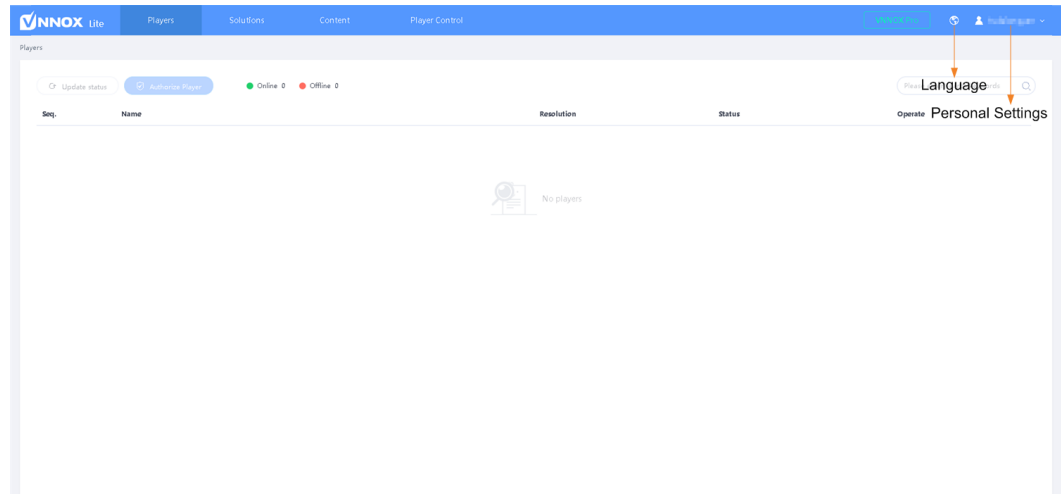 VNNOX Lite Players Solutions Content Player Control VNNOX Pro
Players
Update status Authorize Player Online 0 Offline 0 Language
Seq. Name Resolution Status Operate Personal Settings
No players